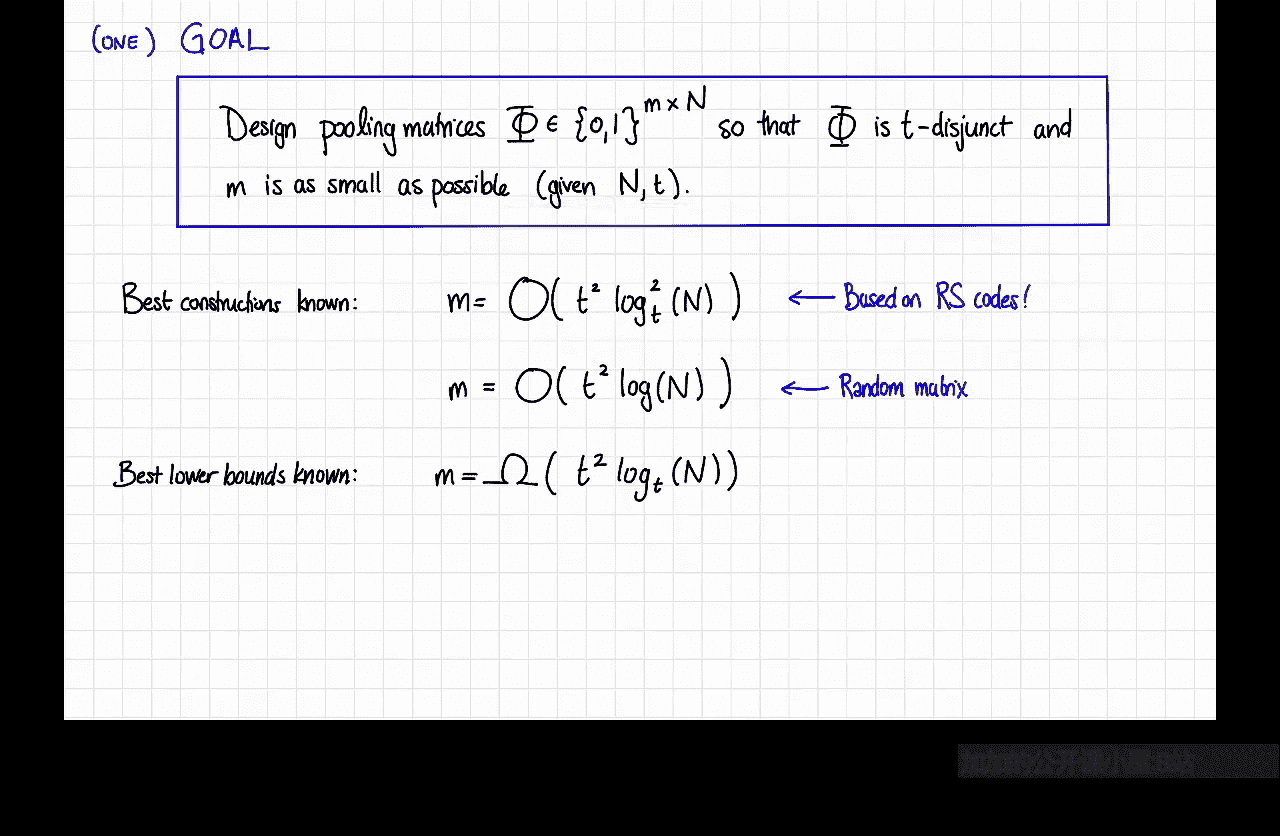 (ONE) GOAL
Design pooling matrices Φ ∈ {0,1}^{m×N} so that Φ is t-disjunct and
m is as small as possible (given N, t).
Best constructions known: m = O( t² log_t² (N) ) ← Based on RS codes!
m = O( t² log(N) ) ← Random matrix
Best lower bounds known: m = Ω( t² log_t (N))